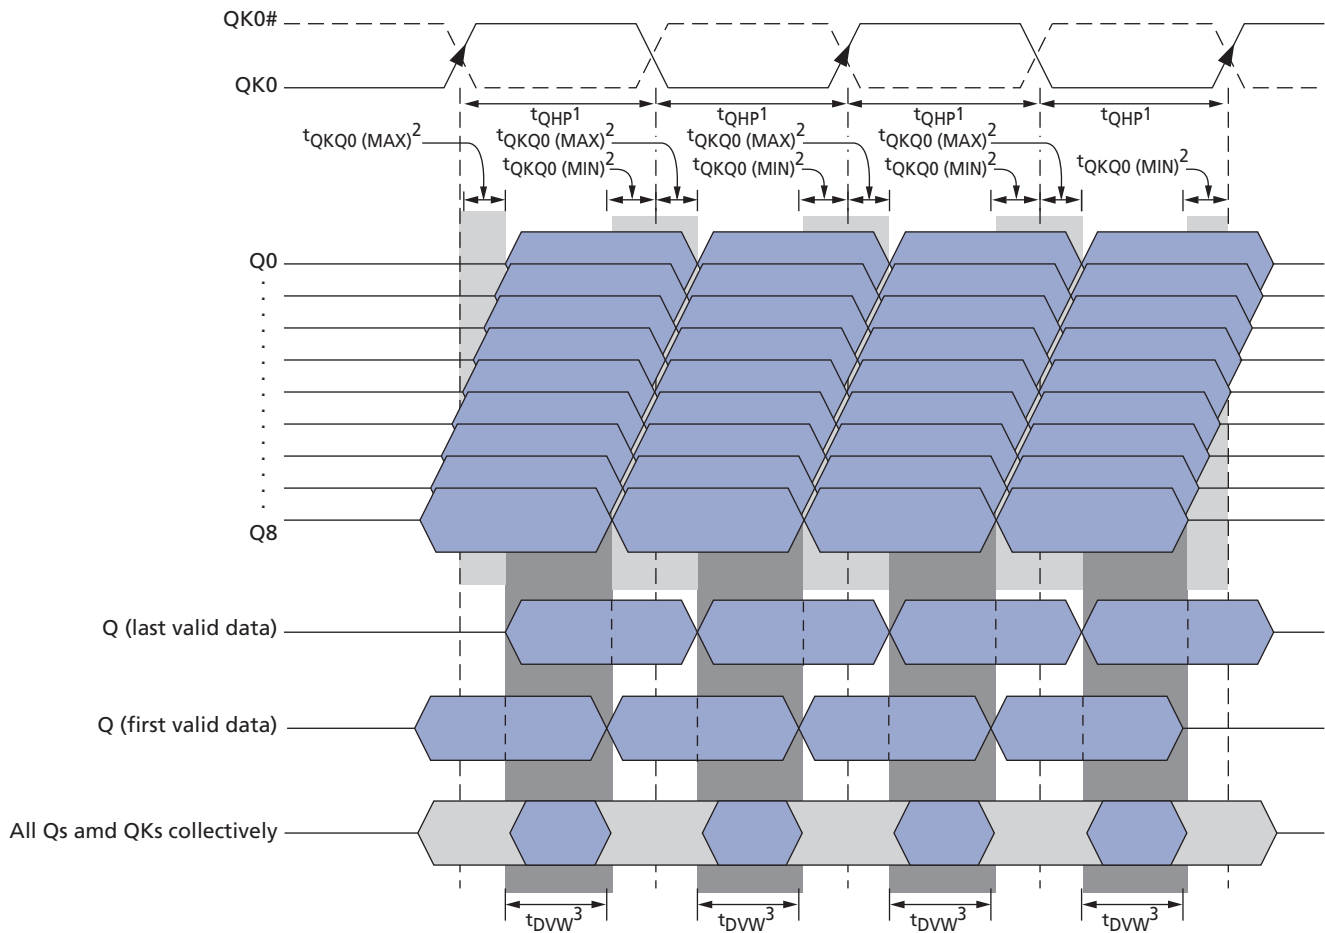 QK0#
QK0
tQHP1 tQHP1 tQHP1 tQHP1
tQKQ0 (MAX)2 tQKQ0 (MAX)2 tQKQ0 (MAX)2 tQKQ0 (MAX)2
tQKQ0 (MIN)2 tQKQ0 (MIN)2 tQKQ0 (MIN)2 tQKQ0 (MIN)2
Q0
Q8
Q (last valid data)
Q (first valid data)
All Qs amd QKs collectively
tDVW3 tDVW3 tDVW3 tDVW3